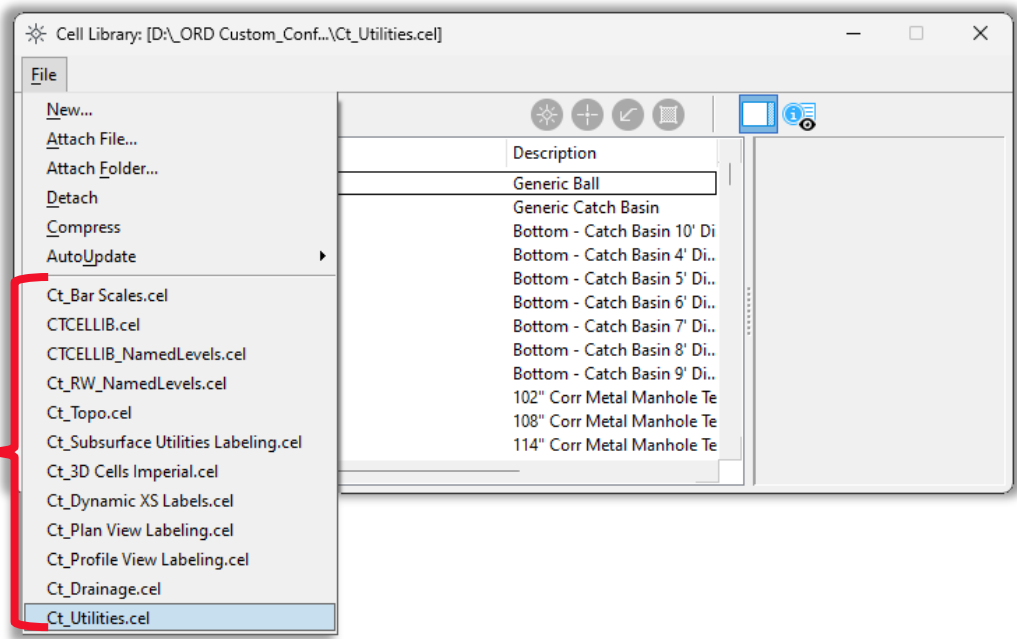 Cell Library: [D:\_ORD Custom_Conf...\Ct_Utilities.cel]
File
New...
Attach File...
Attach Folder...
Detach
Compress
AutoUpdate
Ct_Bar Scales.cel
CTCELLIB.cel
CTCELLIB_NamedLevels.cel
Ct_RW_NamedLevels.cel
Ct_Topo.cel
Ct_Subsurface Utilities Labeling.cel
Ct_3D Cells Imperial.cel
Ct_Dynamic XS Labels.cel
Ct_Plan View Labeling.cel
Ct_Profile View Labeling.cel
Ct_Drainage.cel
Ct_Utilities.cel
Description
Generic Ball
Generic Catch Basin
Bottom - Catch Basin 10' Di
Bottom - Catch Basin 4' Di..
Bottom - Catch Basin 5' Di..
Bottom - Catch Basin 6' Di..
Bottom - Catch Basin 7' Di..
Bottom - Catch Basin 8' Di..
Bottom - Catch Basin 9' Di..
102" Corr Metal Manhole Te
108" Corr Metal Manhole Te
114" Corr Metal Manhole Te